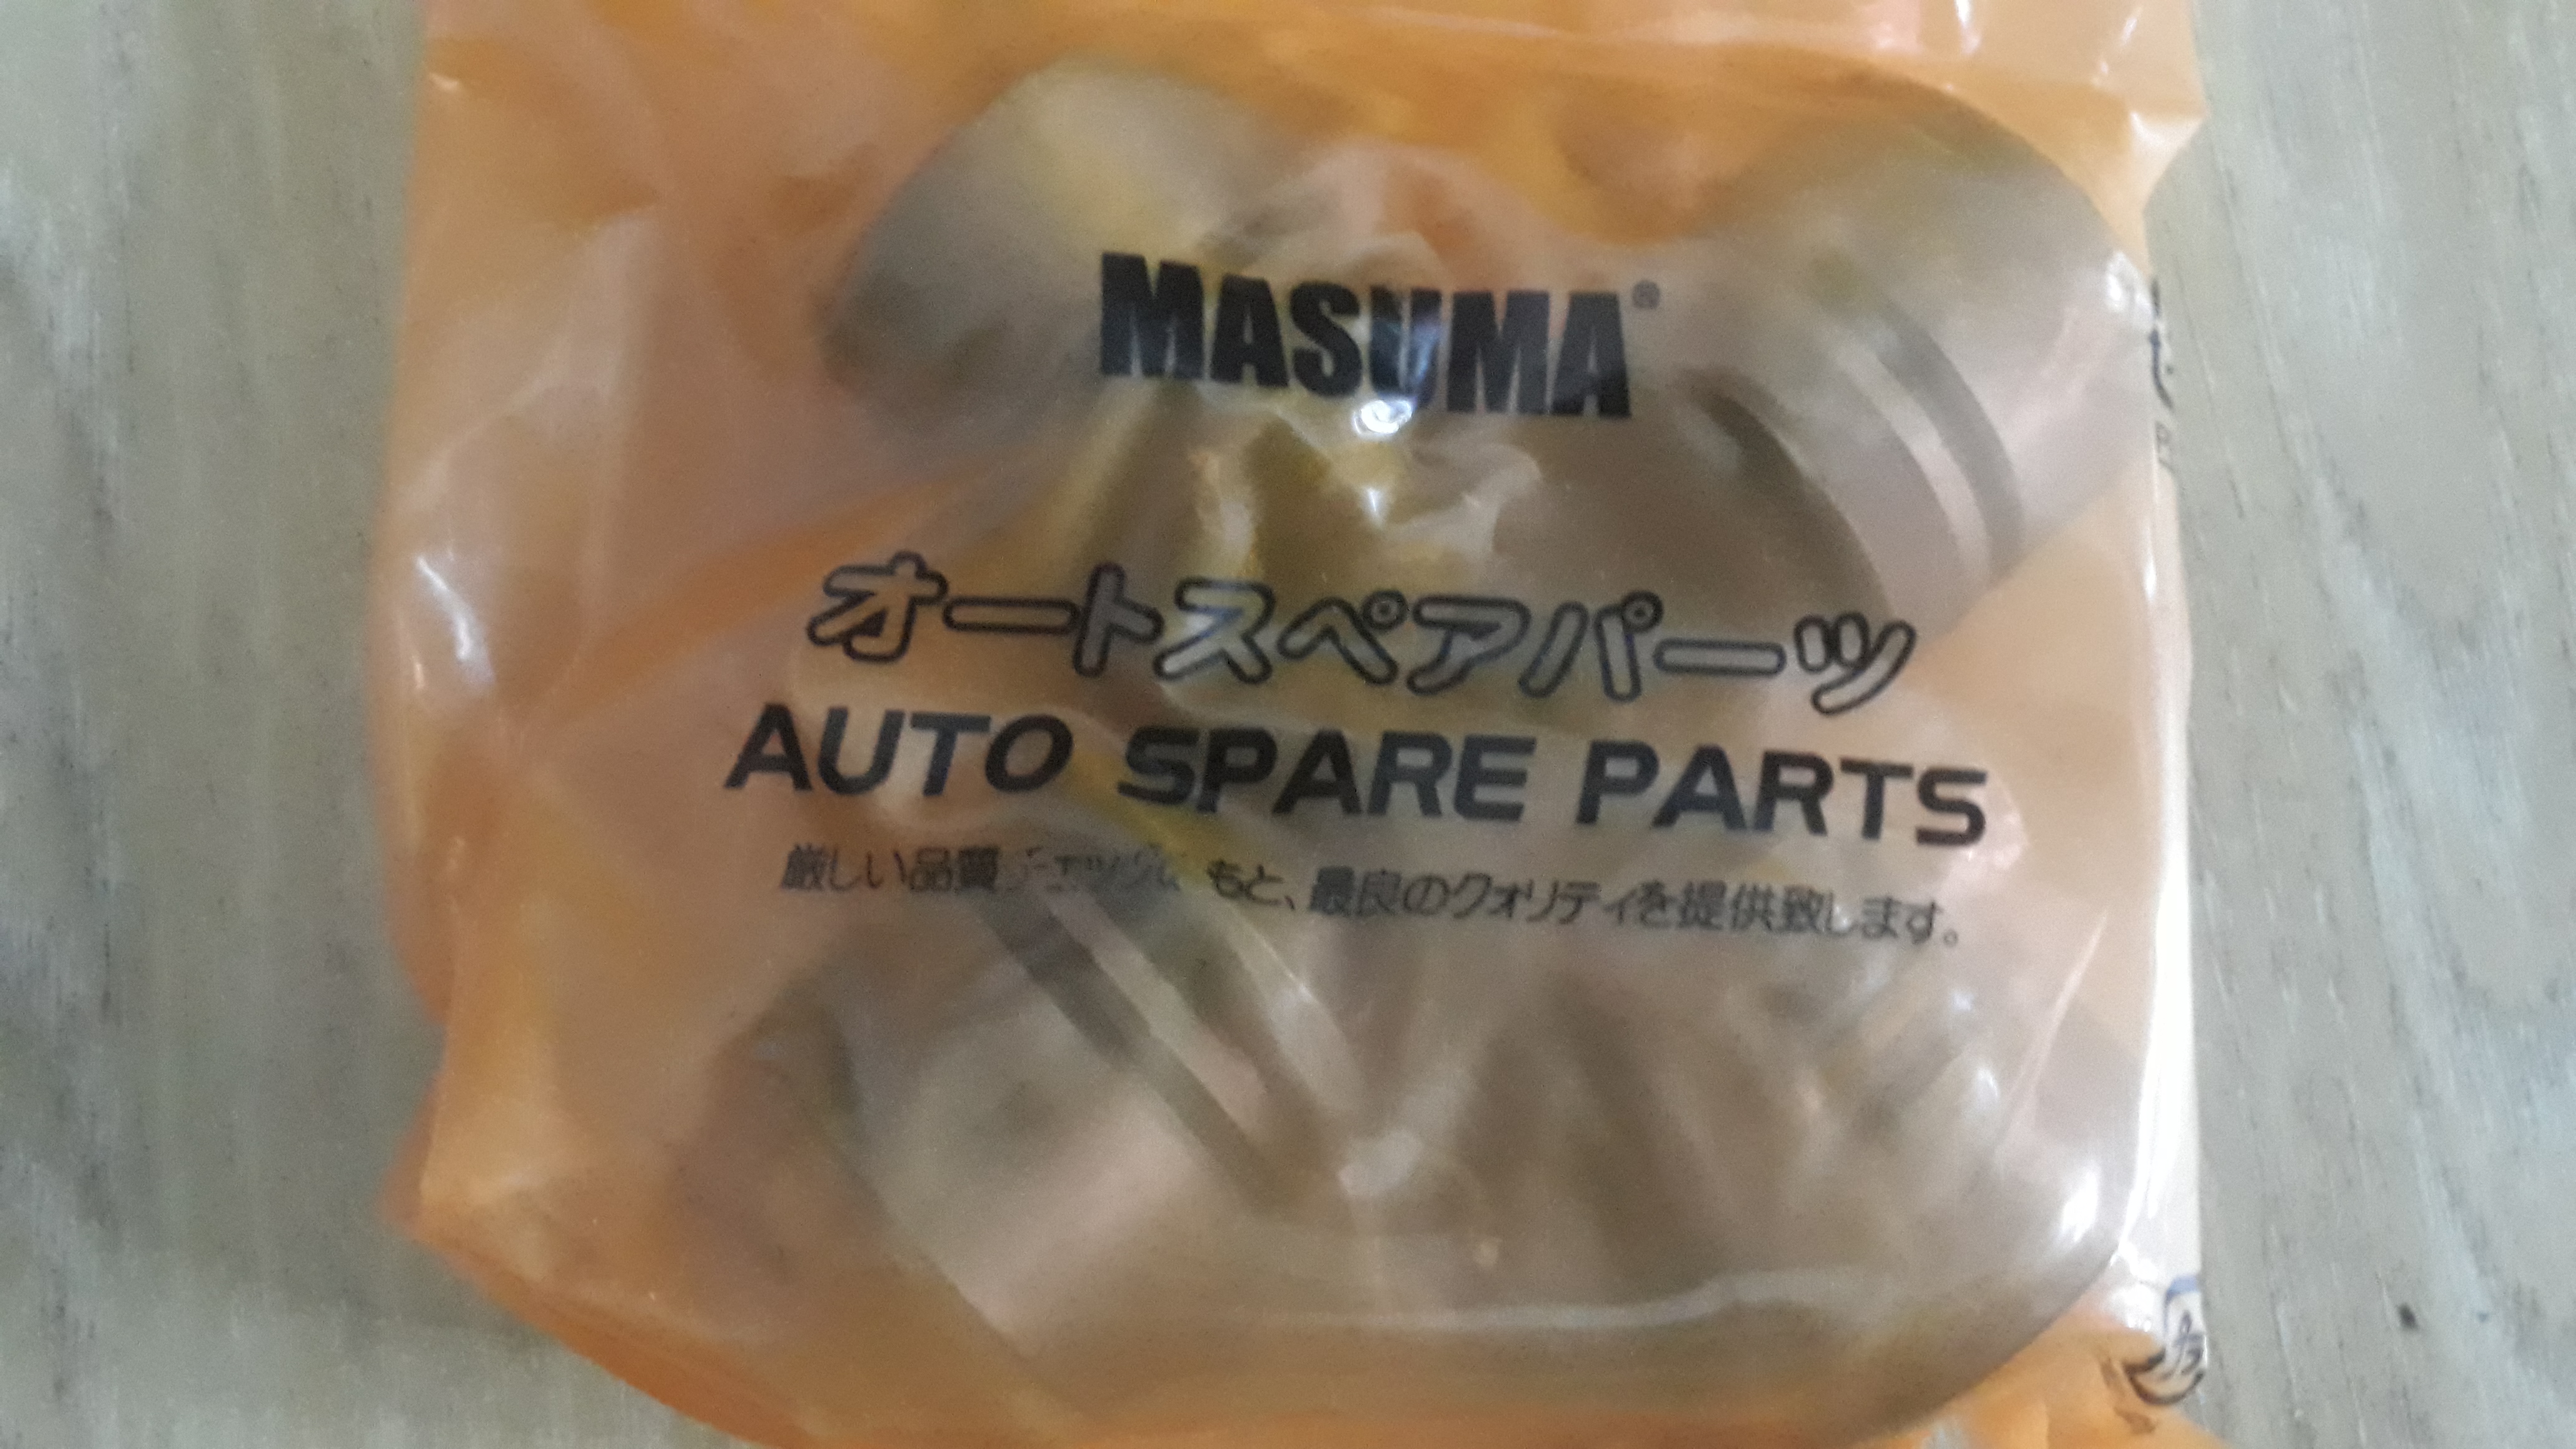 MASUMA®
オートスペアパーツ
AUTO SPARE PARTS
厳しい品質チェックの もと、最良のクォリティを提供致します。